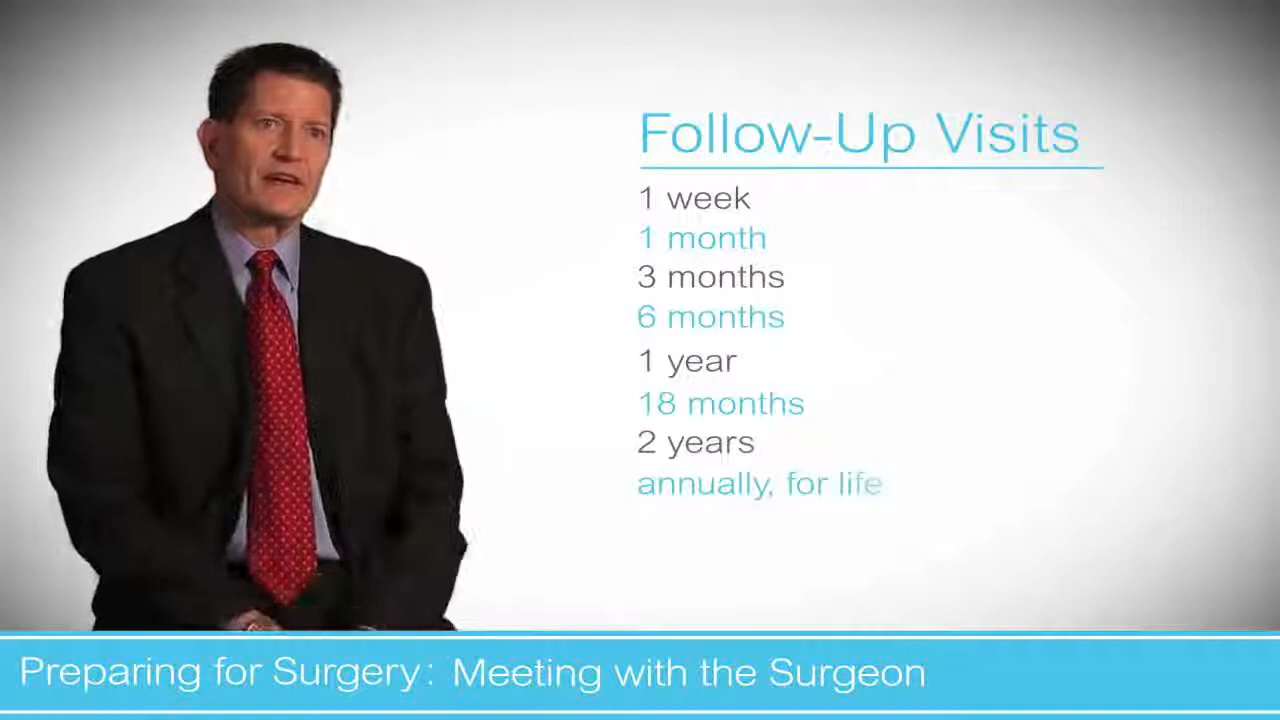 Follow-Up Visits
1 week
1 month
3 months
6 months
1 year
18 months
2 years
annually, for life
Preparing for Surgery: Meeting with the Surgeon